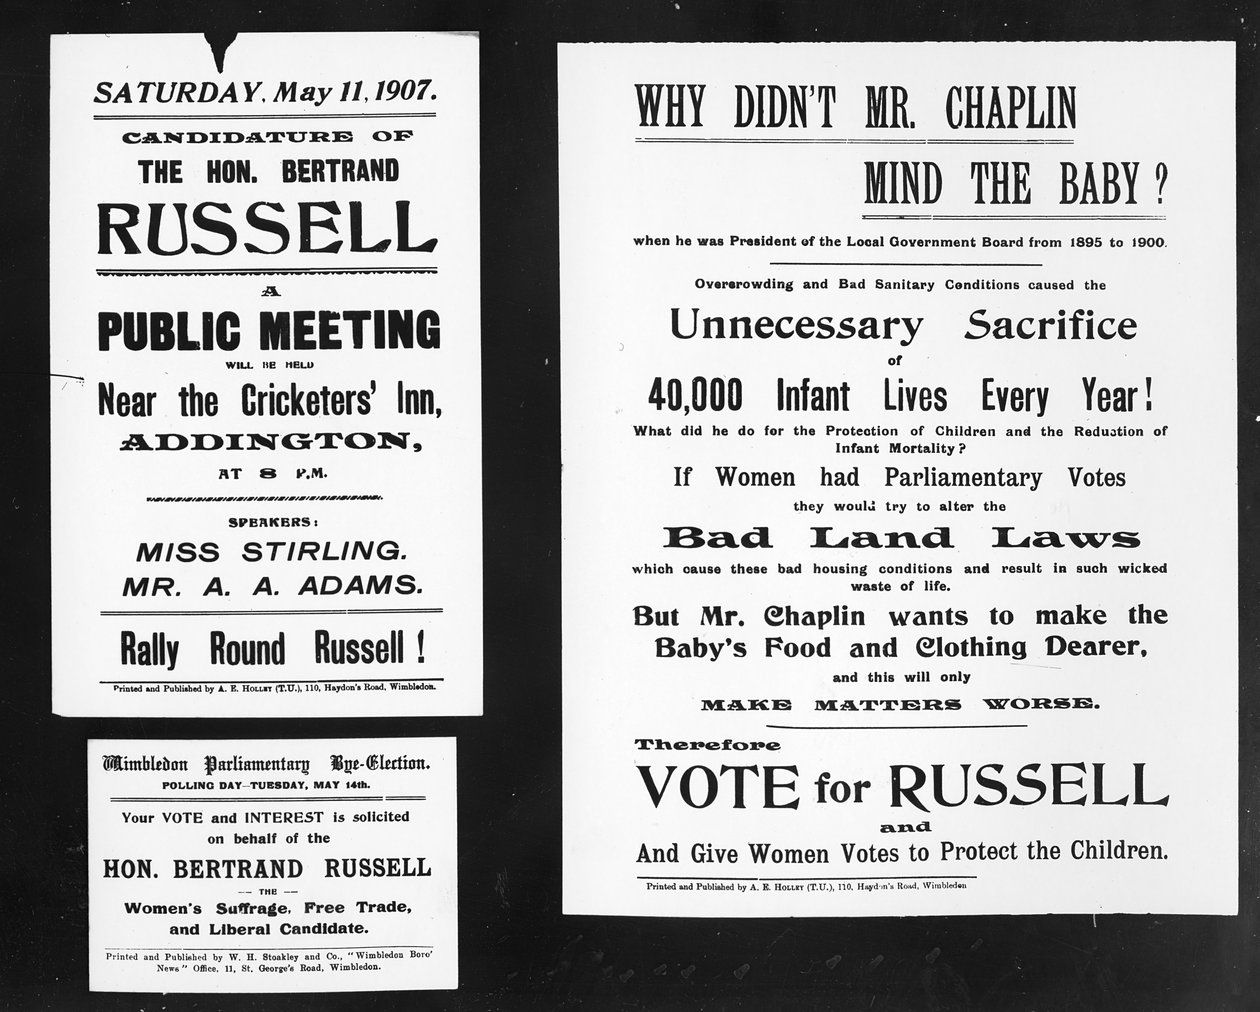 SATURDAY, May 11, 1907.
CANDIDATURE OF
THE HON. BERTRAND
RUSSELL
A
PUBLIC MEETING
WILL BE HELD
Near the Cricketers' Inn,
ADDINGTON,
AT 8 P.M.
SPEAKERS:
MISS STIRLING.
MR. A. A. ADAMS.
Rally Round Russell!
Printed and Published by A. E. HOLLEY (T.U.), 110, Haydon's Road, Wimbledon.
Wimbledon Parliamentary Bye-Election.
POLLING DAY—TUESDAY, MAY 14th.
Your VOTE and INTEREST is solicited
on behalf of the
HON. BERTRAND RUSSELL
— THE —
Women's Suffrage, Free Trade,
and Liberal Candidate.
Printed and Published by W. H. Stoakley and Co., "Wimbledon Boro'
News" Office, 11, St. George's Road, Wimbledon.
WHY DIDN'T MR. CHAPLIN
MIND THE BABY?
when he was President of the Local Government Board from 1895 to 1900.
Overcrowding and Bad Sanitary Conditions caused the
Unnecessary Sacrifice
of
40,000 Infant Lives Every Year!
What did he do for the Protection of Children and the Reduction of
Infant Mortality?
If Women had Parliamentary Votes
they would try to alter the
Bad Land Laws
which cause these bad housing conditions and result in such wicked
waste of life.
But Mr. Chaplin wants to make the
Baby's Food and Clothing Dearer,
and this will only
MAKE MATTERS WORSE.
Therefore
VOTE for RUSSELL
and
And Give Women Votes to Protect the Children.
Printed and Published by A. E. HOLLEY (T.U.), 110, Haydon's Road, Wimbledon